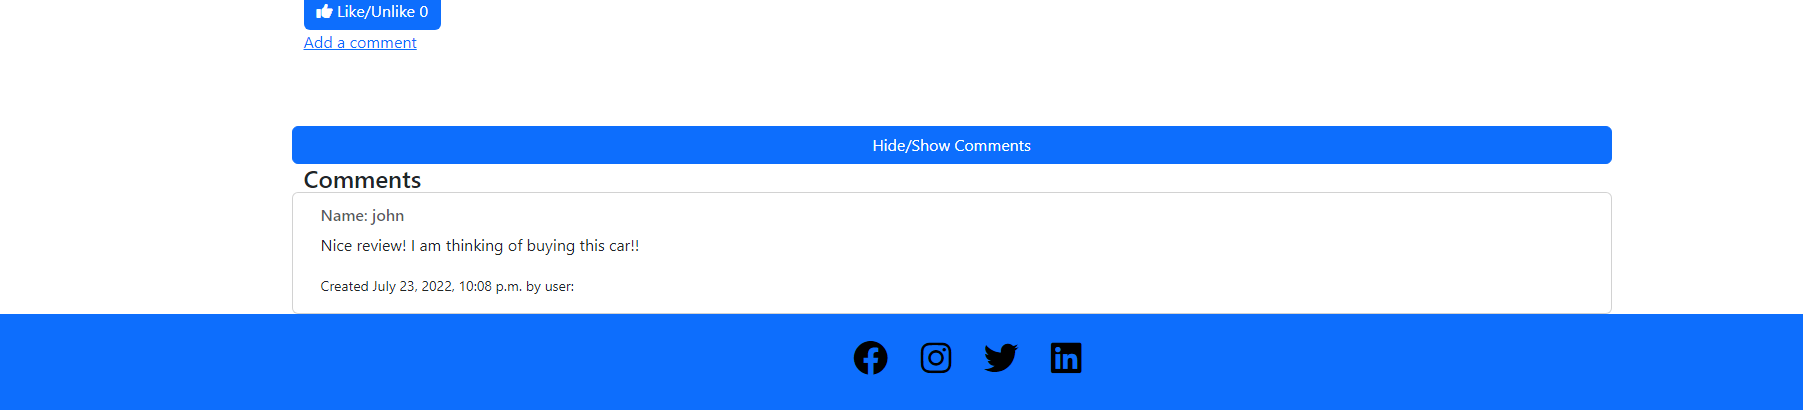 Like/Unlike 0
Add a comment
Hide/Show Comments
Comments
Name: john
Nice review! I am thinking of buying this car!!
Created July 23, 2022, 10:08 p.m. by user: